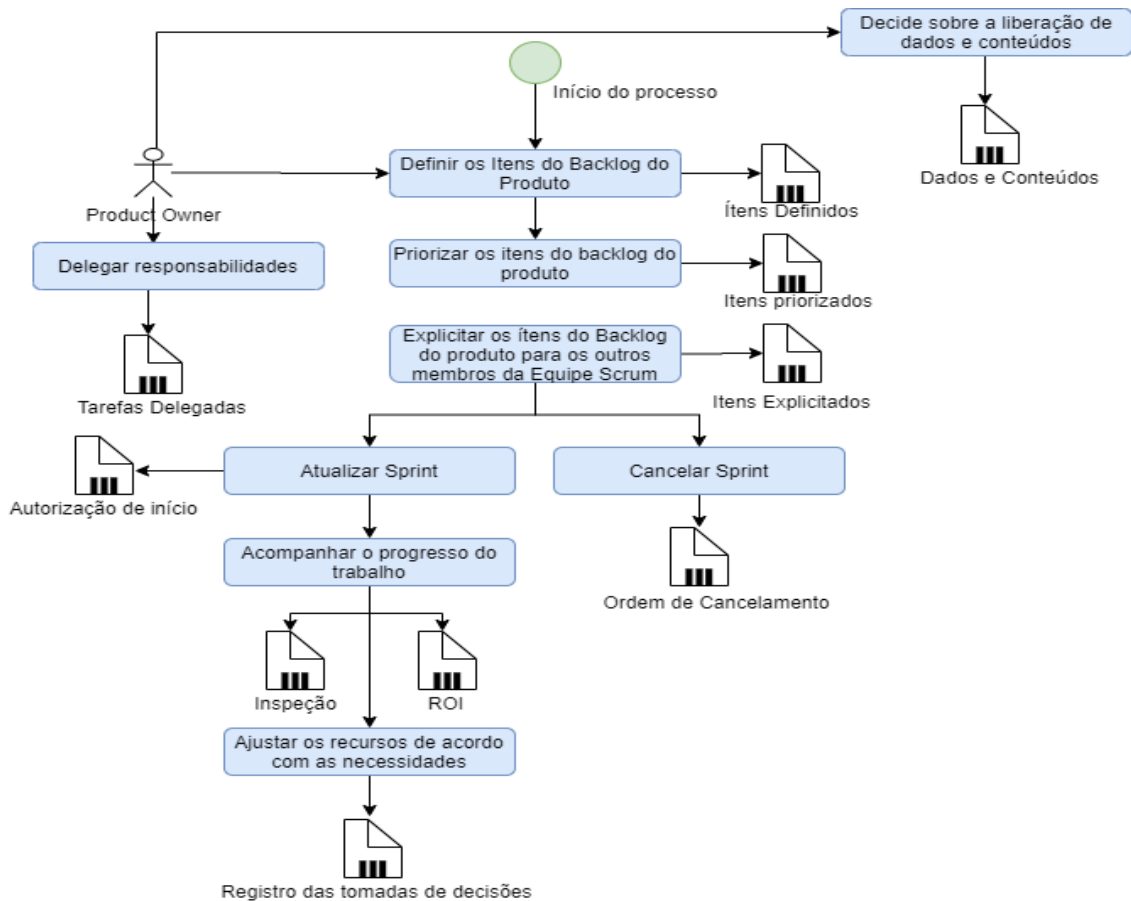 Decide sobre a liberação de
dados e conteúdos
Início do processo
Dados e Conteúdos
Definir os Itens do Backlog do
Produto
Ítens Definidos
Product Owner
Delegar responsabilidades
Priorizar os itens do backlog do
produto
Itens priorizados
Tarefas Delegadas
Explicitar os ítens do Backlog
do produto para os outros
membros da Equipe Scrum
Itens Explicitados
Atualizar Sprint
Cancelar Sprint
Autorização de início
Acompanhar o progresso do
trabalho
Ordem de Cancelamento
Inspeção
ROI
Ajustar os recursos de acordo
com as necessidades
Registro das tomadas de decisões